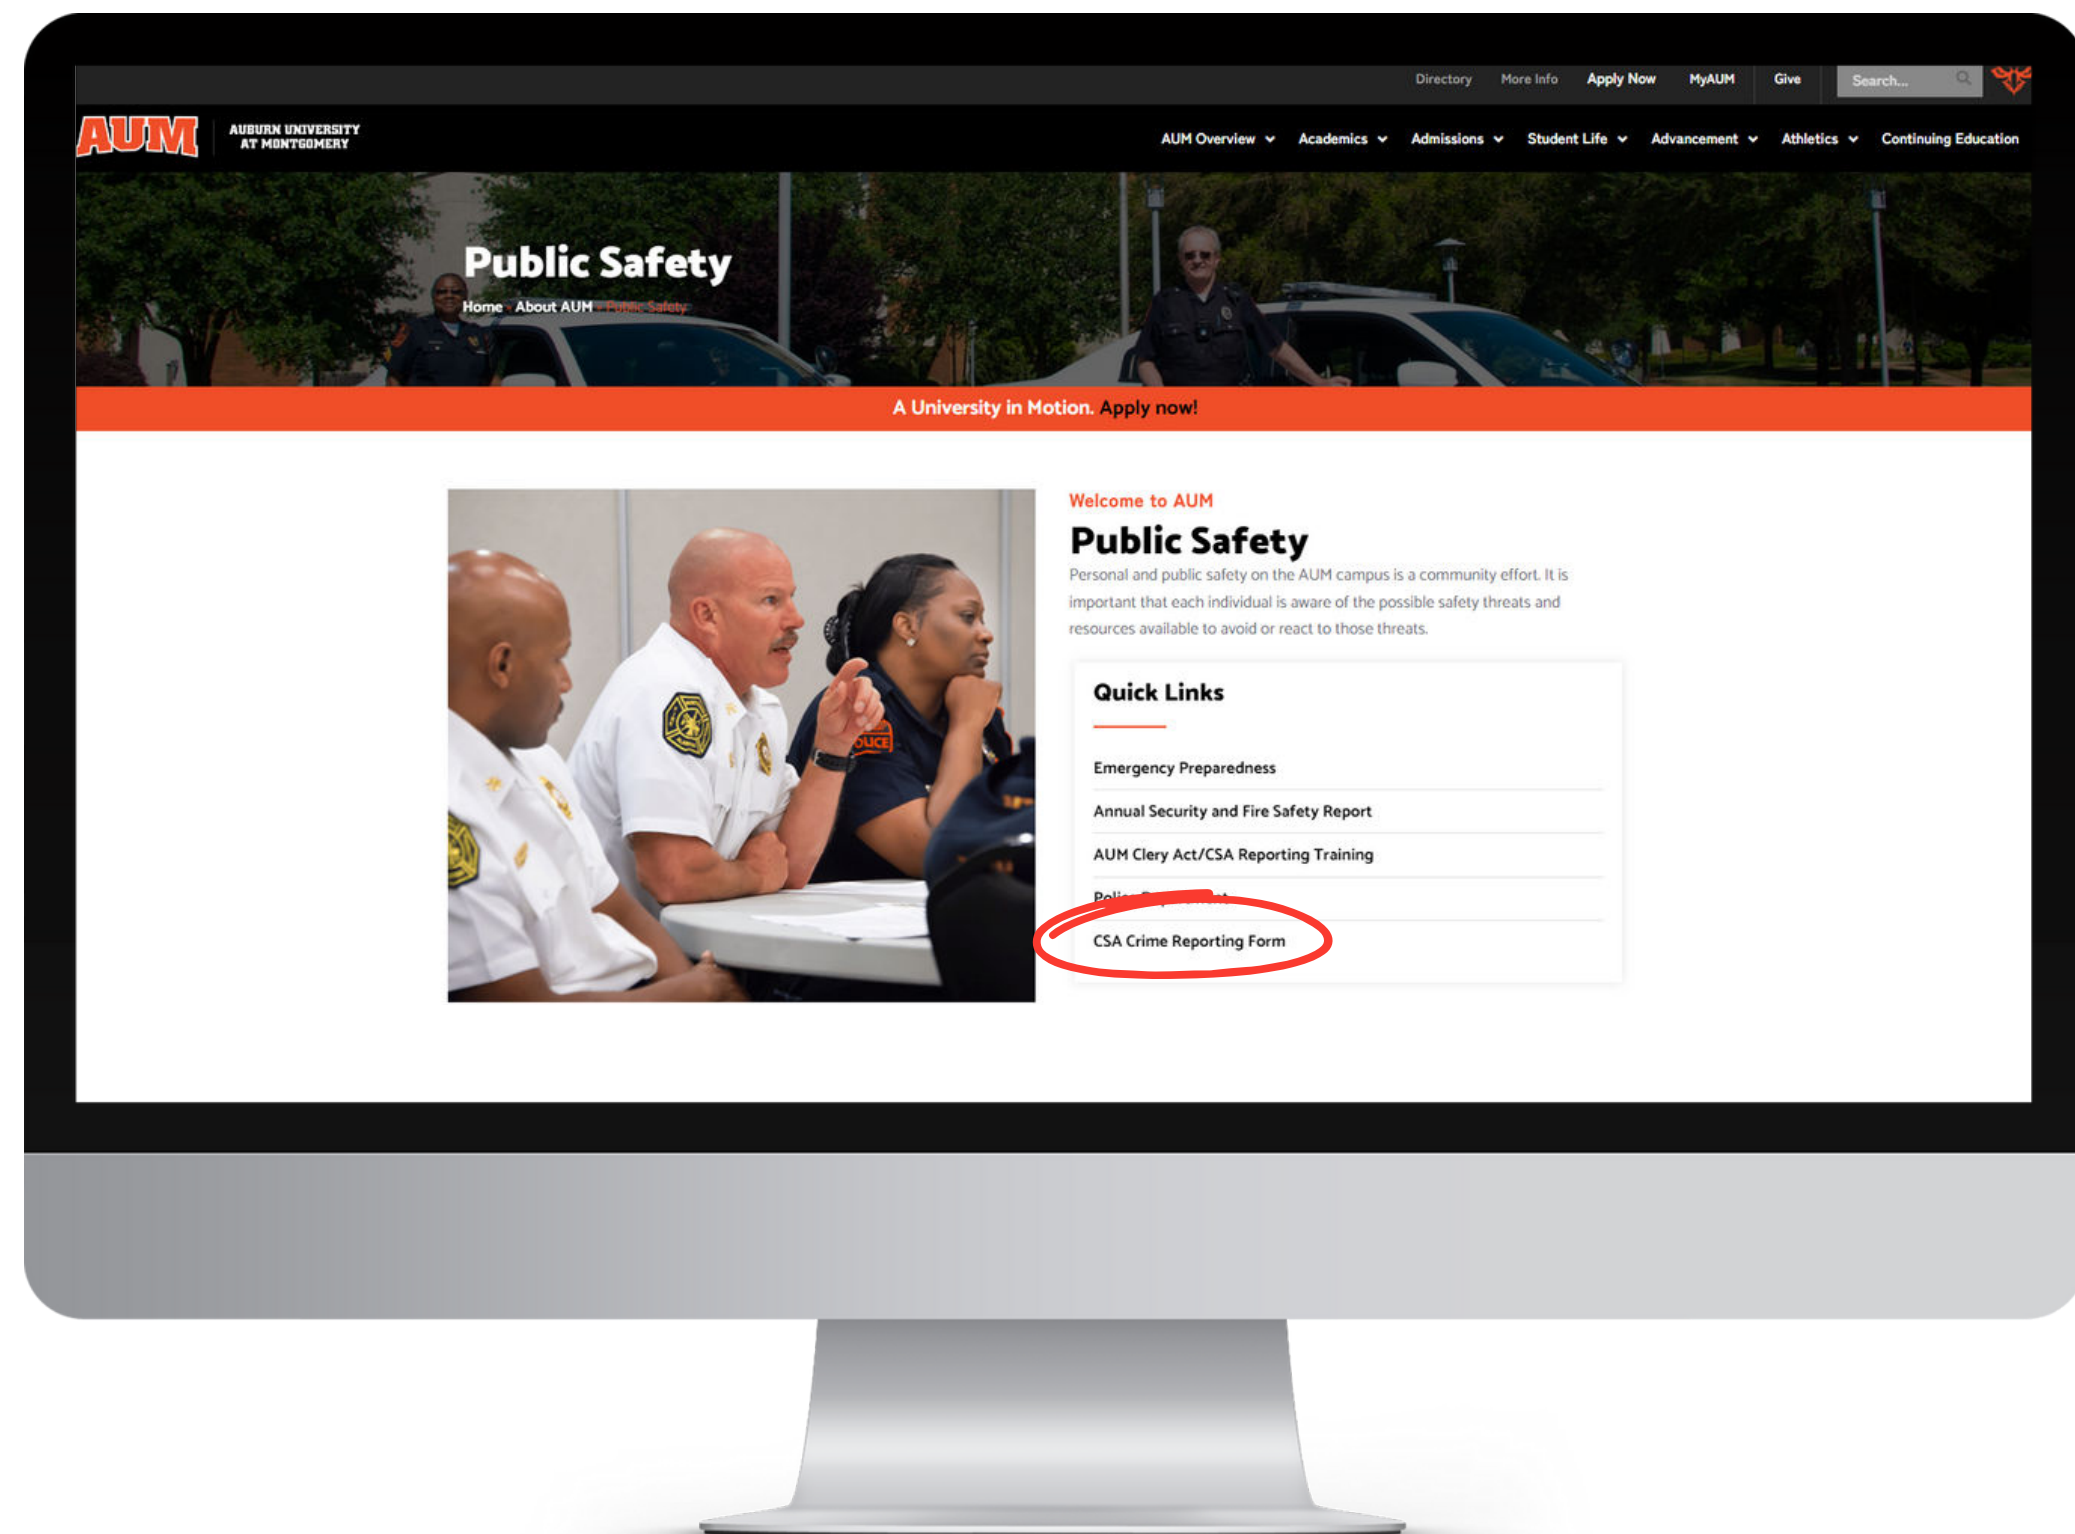 Directory More Info Apply Now MyAUM Give Search...
AUM AUBURN UNIVERSITY
AT MONTGOMERY
AUM Overview Academics Admissions Student Life Advancement Athletics Continuing Education
Public Safety
Home About AUM Public Safety
A University in Motion. Apply now!
Welcome to AUM
Public Safety
Personal and public safety on the AUM campus is a community effort. It is
important that each individual is aware of the possible safety threats and
resources available to avoid or react to those threats.
Quick Links
Emergency Preparedness
Annual Security and Fire Safety Report
AUM Clery Act/CSA Reporting Training
Police Department
CSA Crime Reporting Form